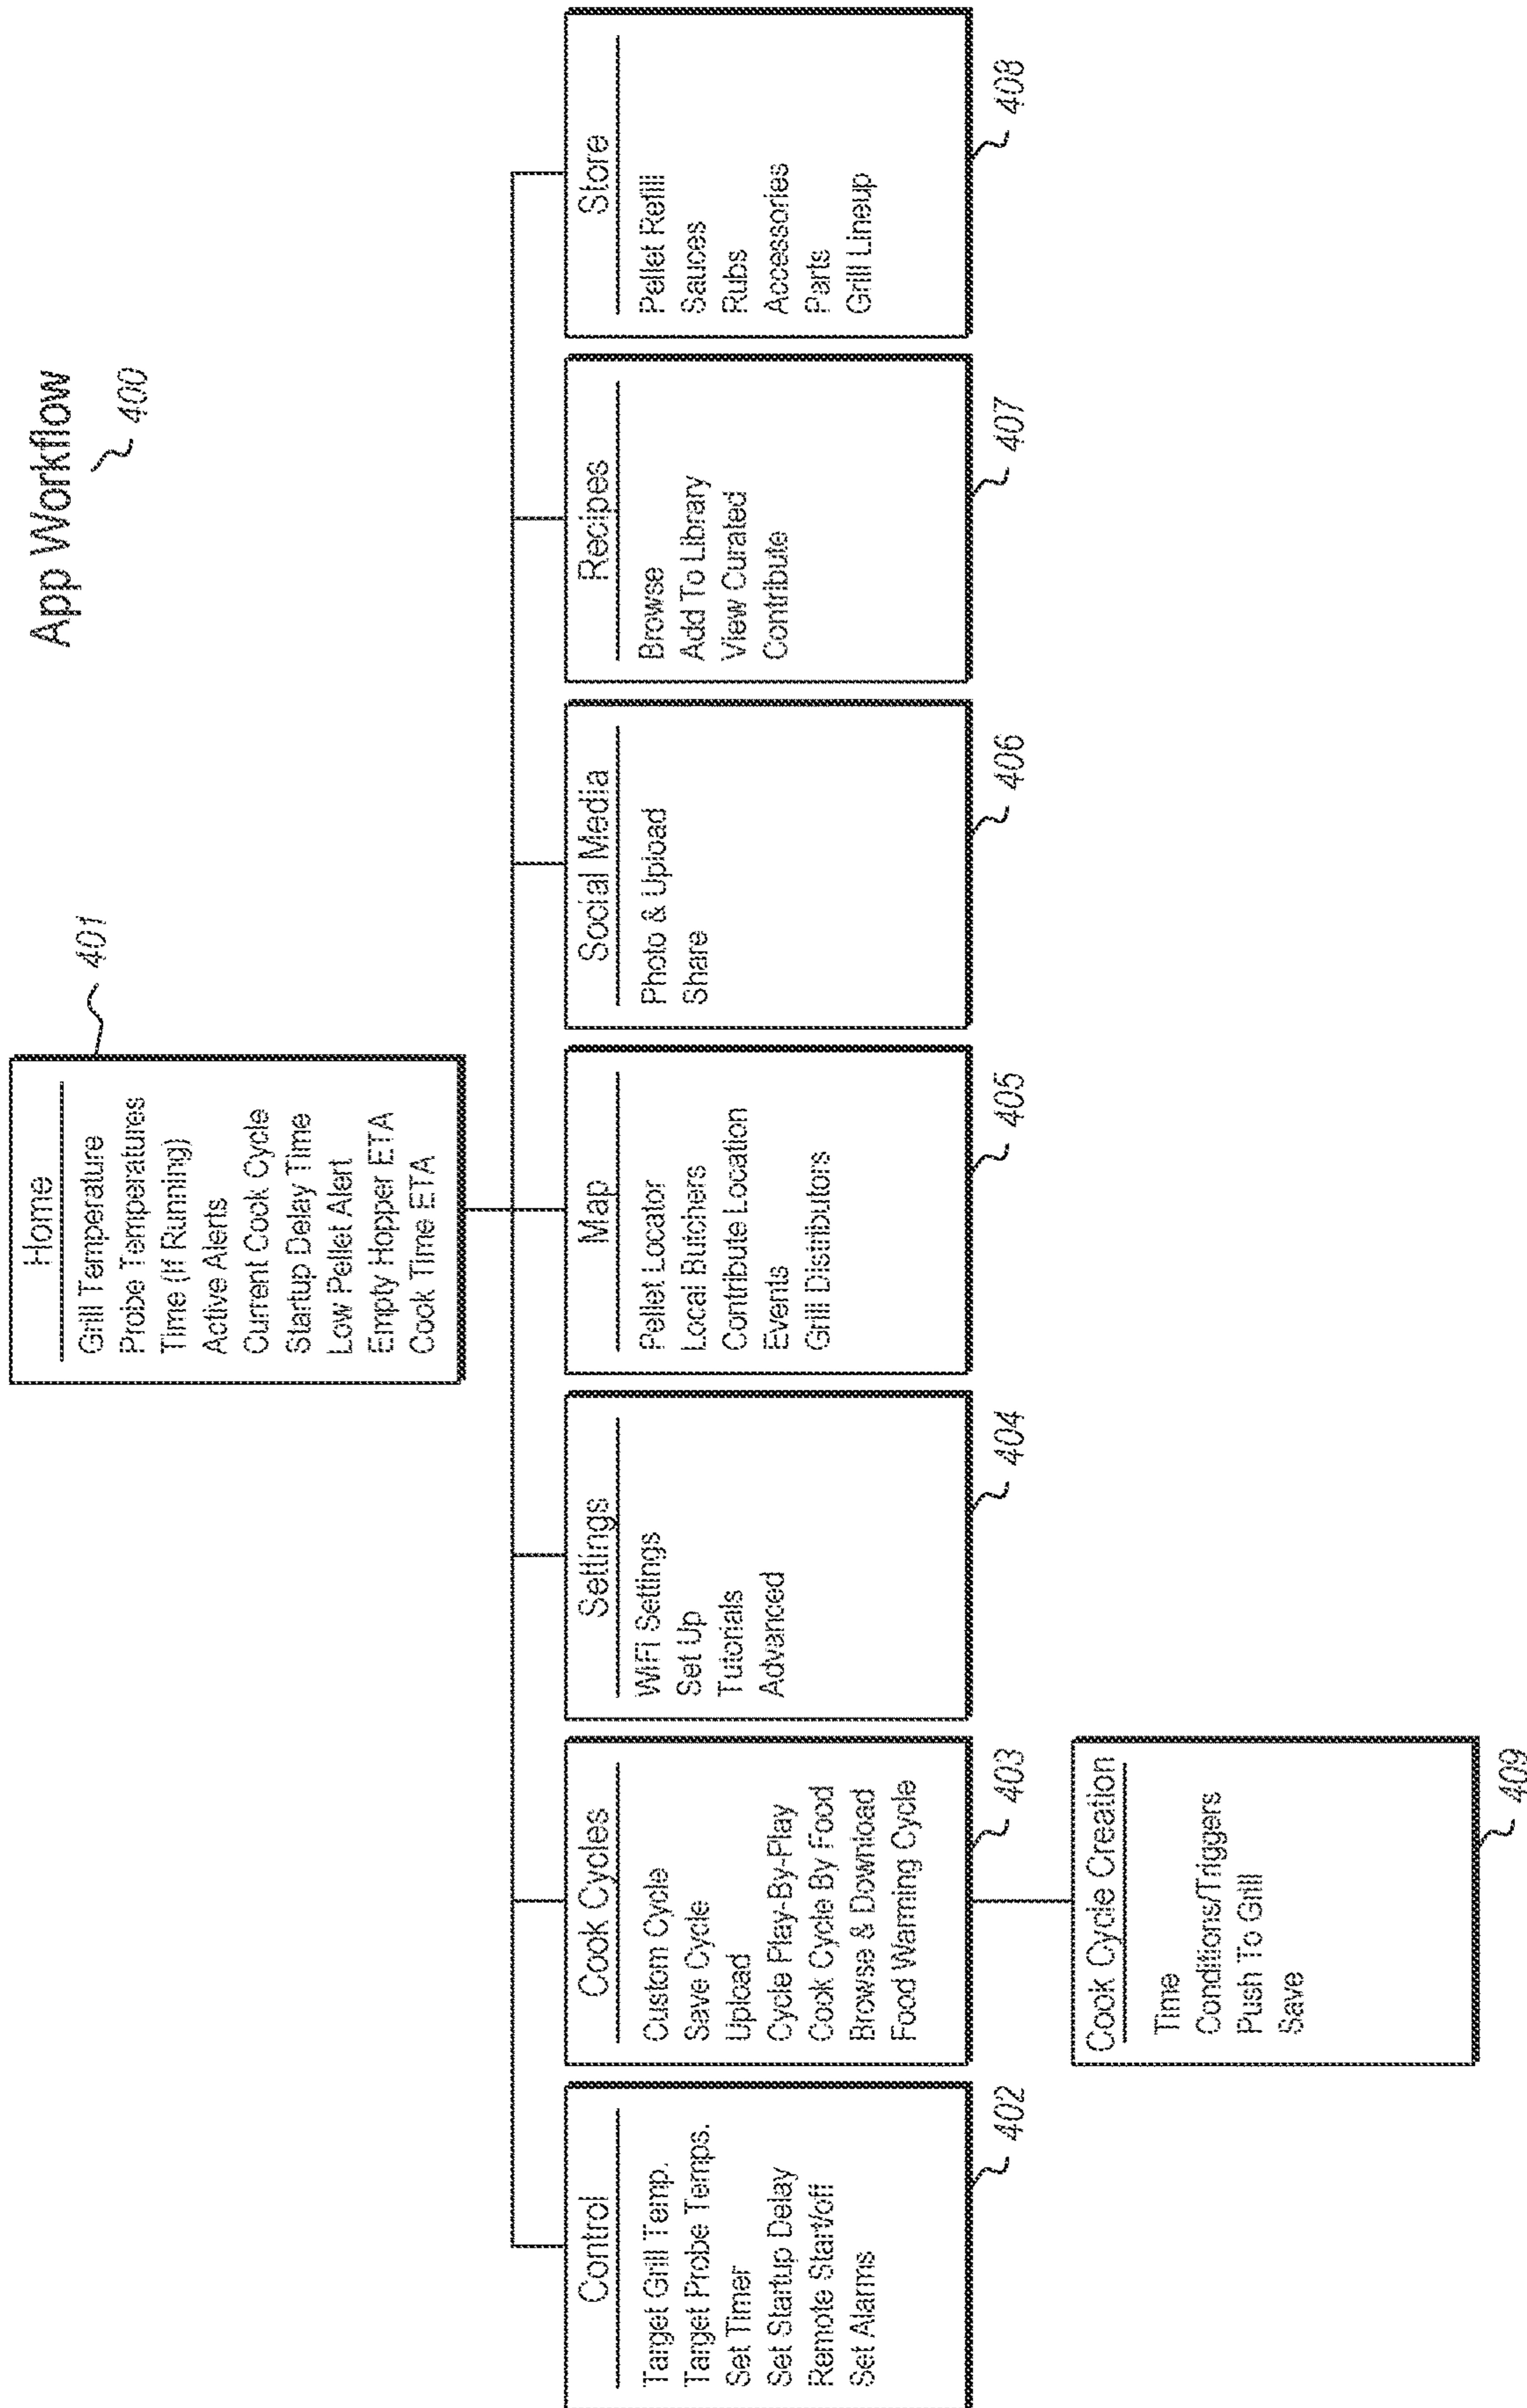 App Workflow
400
Home
Grill Temperature
Probe Temperatures
Time (If Running)
Active Alerts
Current Cook Cycle
Startup Delay Time
Low Pellet Alert
Empty Hopper ETA
Cook Time ETA
401
Control
Target Grill Temp.
Target Probe Temps.
Set Timer
Set Startup Delay
Remote Start/off
Set Alarms
402
Cook Cycles
Custom Cycle
Save Cycle
Upload
Cycle Play-By-Play
Cook Cycle By Food
Browse & Download
Food Warming Cycle
403
Settings
WiFi Settings
Set Up
Tutorials
Advanced
404
Map
Pellet Locator
Local Butchers
Contribute Location
Events
Grill Distributors
405
Social Media
Photo & Upload
Share
406
Recipes
Browse
Add To Library
View Curated
Contribute
407
Store
Pellet Refill
Sauces
Rubs
Accessories
Parts
Grill Lineup
408
Cook Cycle Creation
Time
Conditions/Triggers
Push To Grill
Save
409